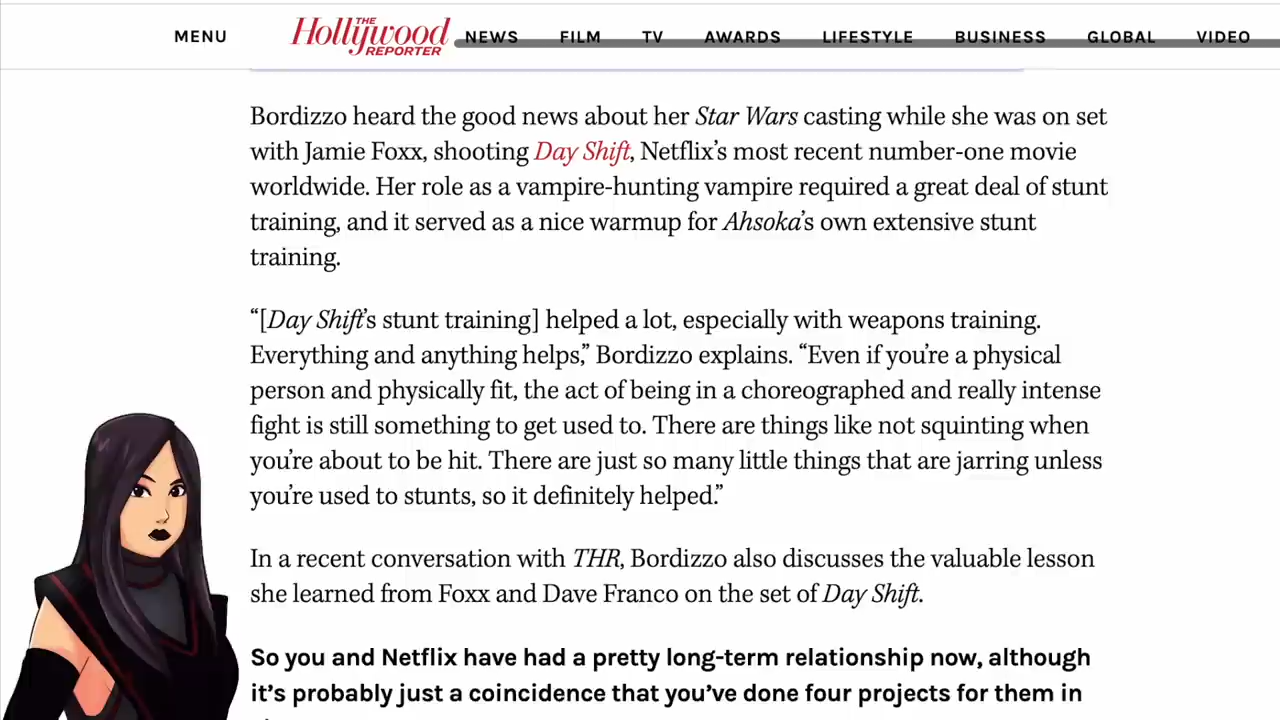 MENU
THE
Hollywood
REPORTER
NEWS FILM TV AWARDS LIFESTYLE BUSINESS GLOBAL VIDEO
Bordizzo heard the good news about her Star Wars casting while she was on set
with Jamie Foxx, shooting Day Shift, Netflix’s most recent number-one movie
worldwide. Her role as a vampire-hunting vampire required a great deal of stunt
training, and it served as a nice warmup for Ahsoka’s own extensive stunt
training.
“[Day Shift’s stunt training] helped a lot, especially with weapons training.
Everything and anything helps,” Bordizzo explains. “Even if you’re a physical
person and physically fit, the act of being in a choreographed and really intense
fight is still something to get used to. There are things like not squinting when
you’re about to be hit. There are just so many little things that are jarring unless
you’re used to stunts, so it definitely helped.”
In a recent conversation with THR, Bordizzo also discusses the valuable lesson
she learned from Foxx and Dave Franco on the set of Day Shift.
So you and Netflix have had a pretty long-term relationship now, although
it’s probably just a coincidence that you’ve done four projects for them in